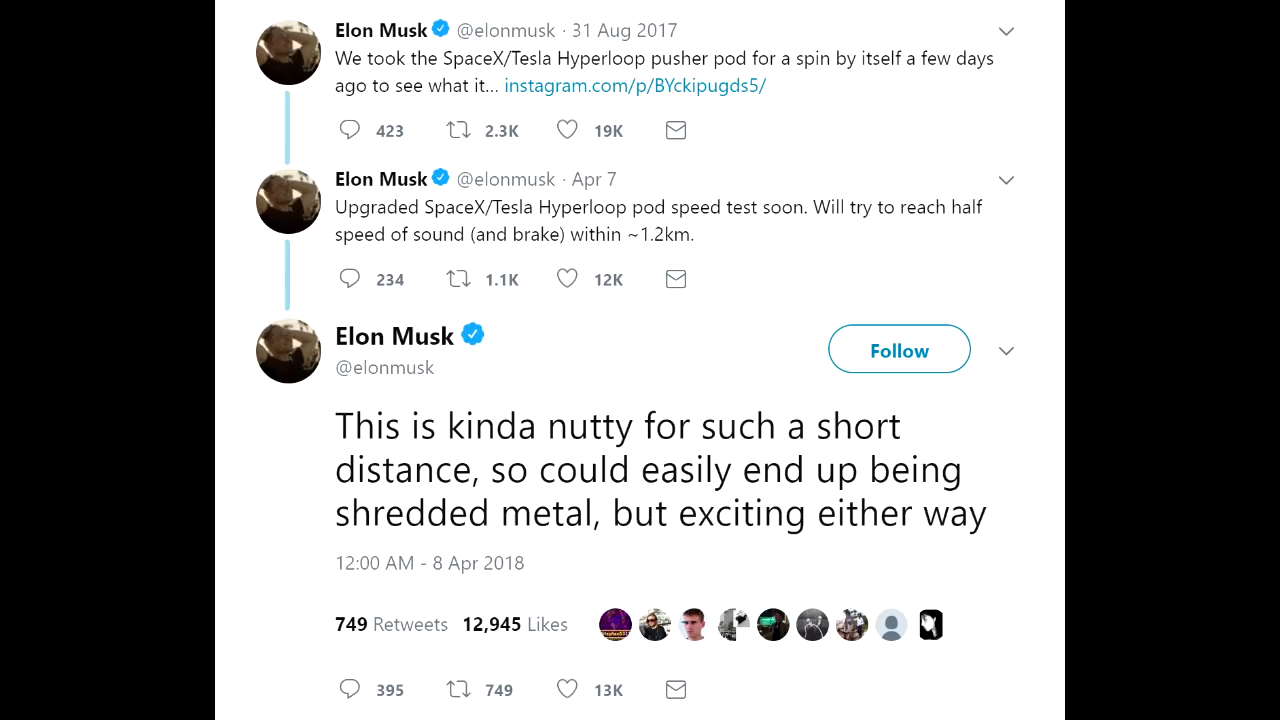 Elon Musk @elonmusk · 31 Aug 2017
We took the SpaceX/Tesla Hyperloop pusher pod for a spin by itself a few days
ago to see what it... instagram.com/p/BYckipugds5/
423 2.3K 19K
Elon Musk @elonmusk · Apr 7
Upgraded SpaceX/Tesla Hyperloop pod speed test soon. Will try to reach half
speed of sound (and brake) within ~1.2km.
234 1.1K 12K
Elon Musk
Follow
@elonmusk
This is kinda nutty for such a short
distance, so could easily end up being
shredded metal, but exciting either way
12:00 AM - 8 Apr 2018
749 Retweets 12,945 Likes
395 749 13K